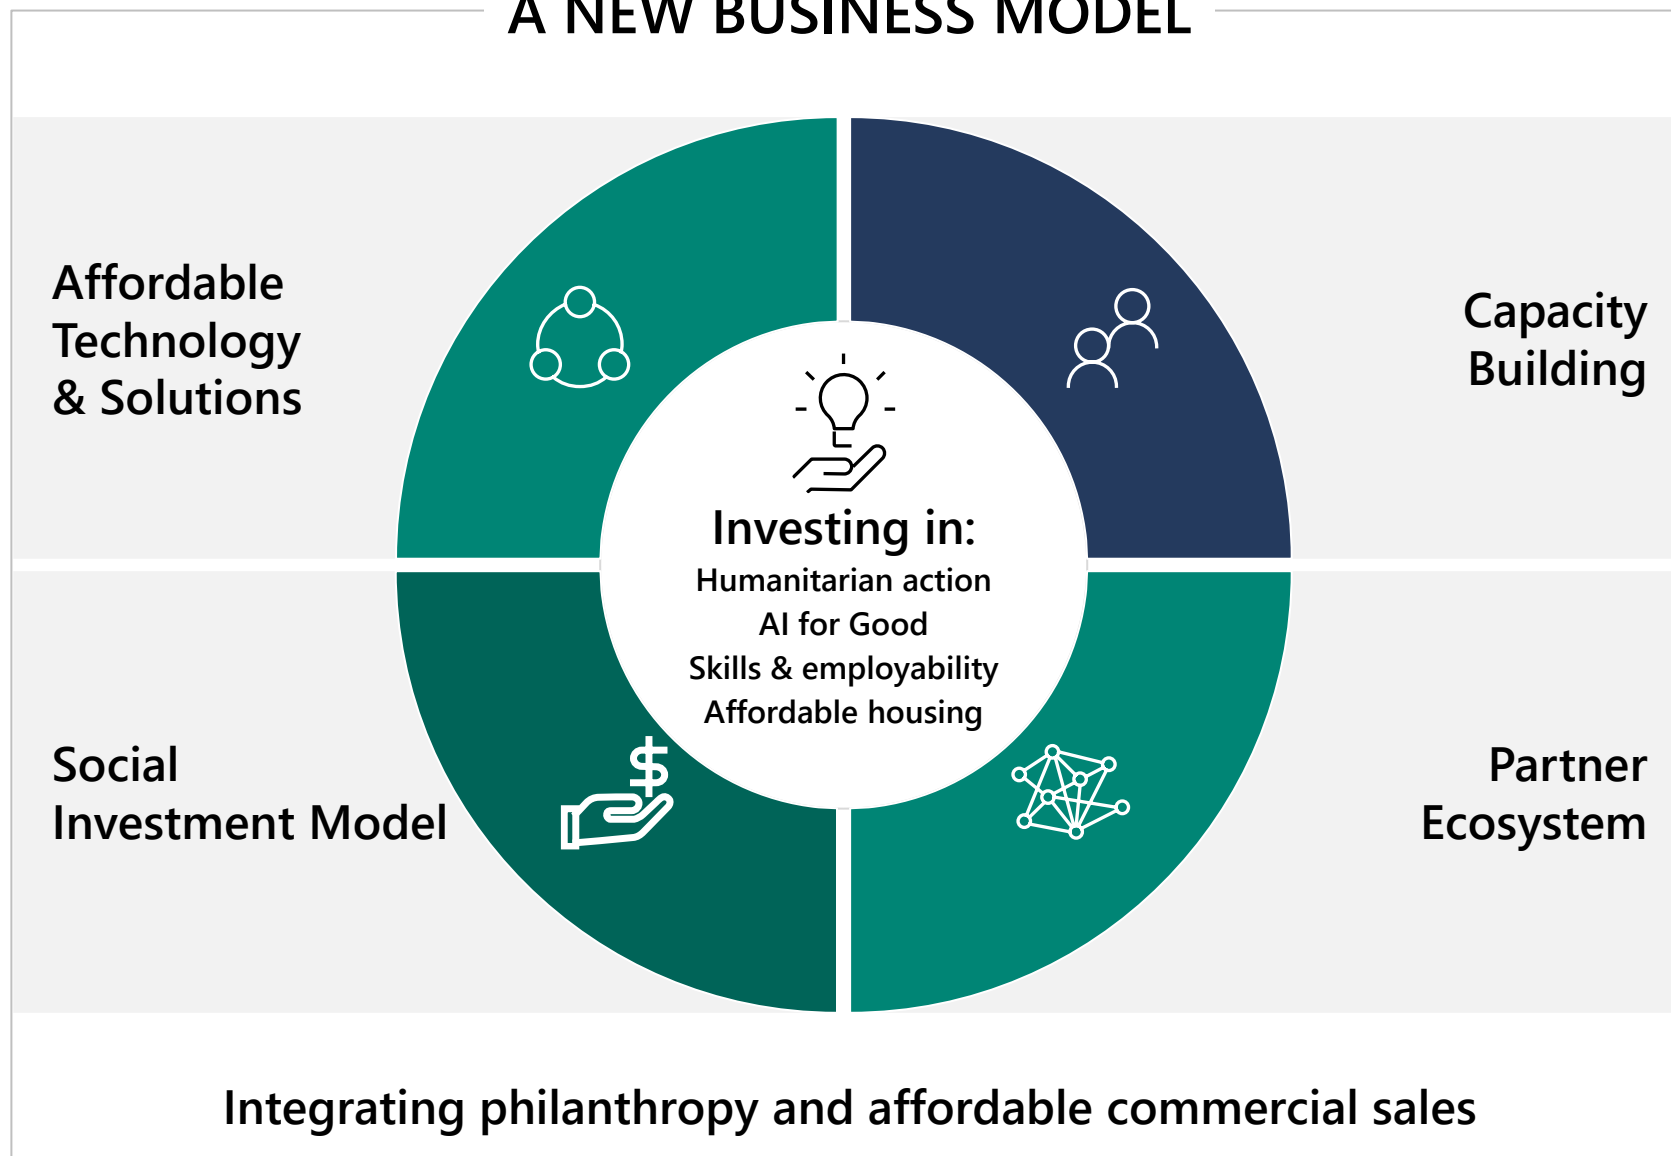 A NEW BUSINESS MODEL
Affordable
Technology
& Solutions
Capacity
Building
Investing in:
Humanitarian action
AI for Good
Skills & employability
Affordable housing
Social
Investment Model
$
Partner
Ecosystem
Integrating philanthropy and affordable commercial sales